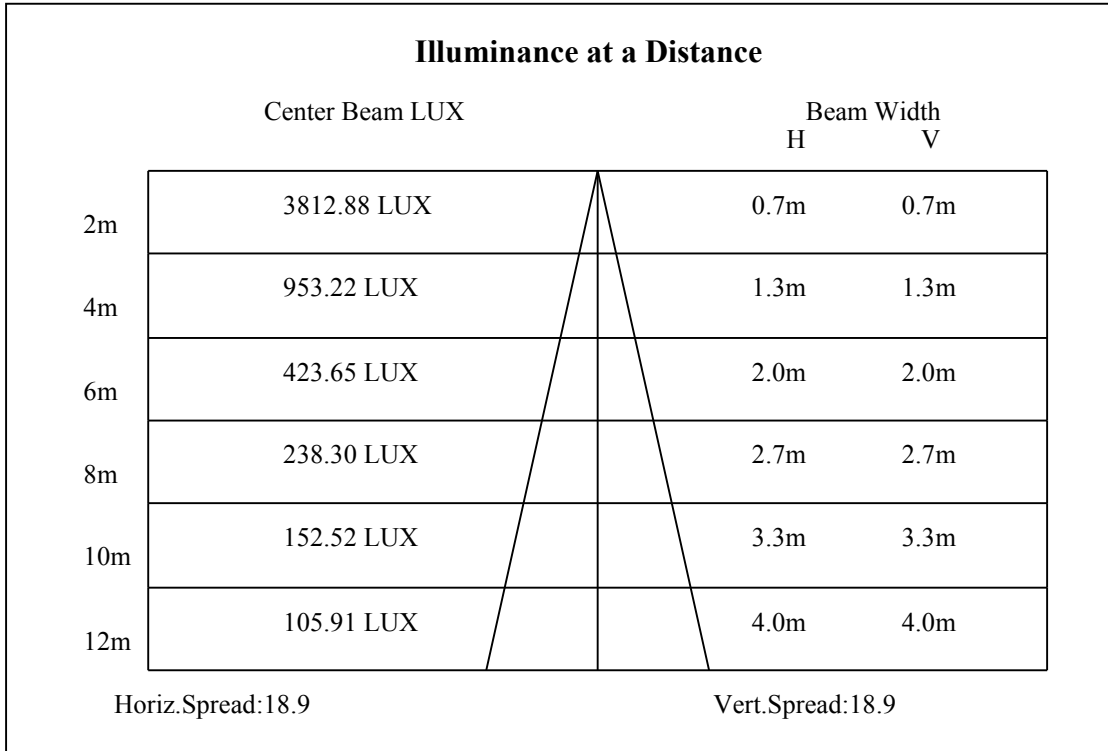 Illuminance at a Distance
Center Beam LUX Beam Width
H V
2m 3812.88 LUX 0.7m 0.7m
4m 953.22 LUX 1.3m 1.3m
6m 423.65 LUX 2.0m 2.0m
8m 238.30 LUX 2.7m 2.7m
10m 152.52 LUX 3.3m 3.3m
12m 105.91 LUX 4.0m 4.0m
Horiz.Spread:18.9 Vert.Spread:18.9